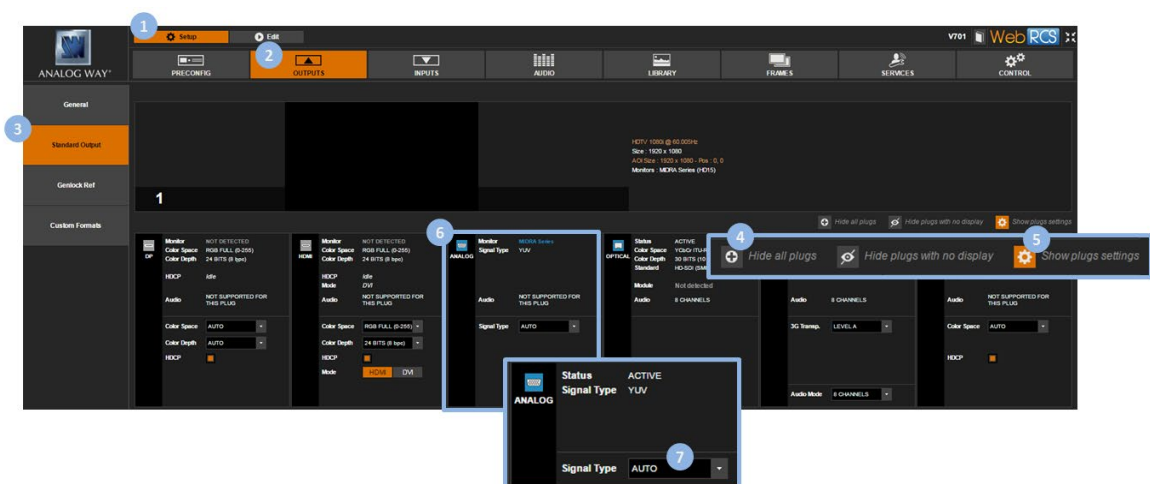 1
Setup
Edit
V701
Web RCS
ANALOG WAY®
2
PRECONFIG
OUTPUTS
INPUTS
AUDIO
LIBRARY
FRAMES
SERVICES
CONTROL
General
3
Standard Output
Genlock Ref
Custom Formats
HDTV 1080i @ 60.00Hz
Size : 1920 x 1080
AOI Size : 1920 x 1080 - Pos : 0, 0
Monitors : MIDRA Series (HD15)
1
Hide all plugs
Hide plugs with no display
Show plugs settings
DP
Monitor NOT DETECTED
Color Space RGB FULL (0-255)
Color Depth 24 BITS (8 bpc)
HDCP Idle
Audio NOT SUPPORTED FOR
THIS PLUG
Color Space AUTO
Color Depth AUTO
HDCP
HDMI
Monitor NOT DETECTED
Color Space RGB FULL (0-255)
Color Depth 24 BITS (8 bpc)
HDCP Idle
Mode DVI
Audio NOT SUPPORTED FOR
THIS PLUG
Color Space RGB FULL (0-255)
Color Depth 24 BITS (8 bpc)
HDCP
Mode HDMI DVI
6
ANALOG
Monitor MIDRA Series
Signal Type YUV
Audio NOT SUPPORTED FOR
THIS PLUG
Signal Type AUTO
OPTICAL
Status ACTIVE
Color Space YCbCr ITU-R
Color Depth 30 BITS (10
Standard HD-SDI (SM
Module Not detected
Audio 8 CHANNELS
4
Hide all plugs
Hide plugs with no display
5
Show plugs settings
Audio 8 CHANNELS
3G Transp. LEVEL A
Audio Mode 8 CHANNELS
Audio NOT SUPPORTED FOR
THIS PLUG
Color Space AUTO
HDCP
ANALOG
Status ACTIVE
Signal Type YUV
7
Signal Type AUTO